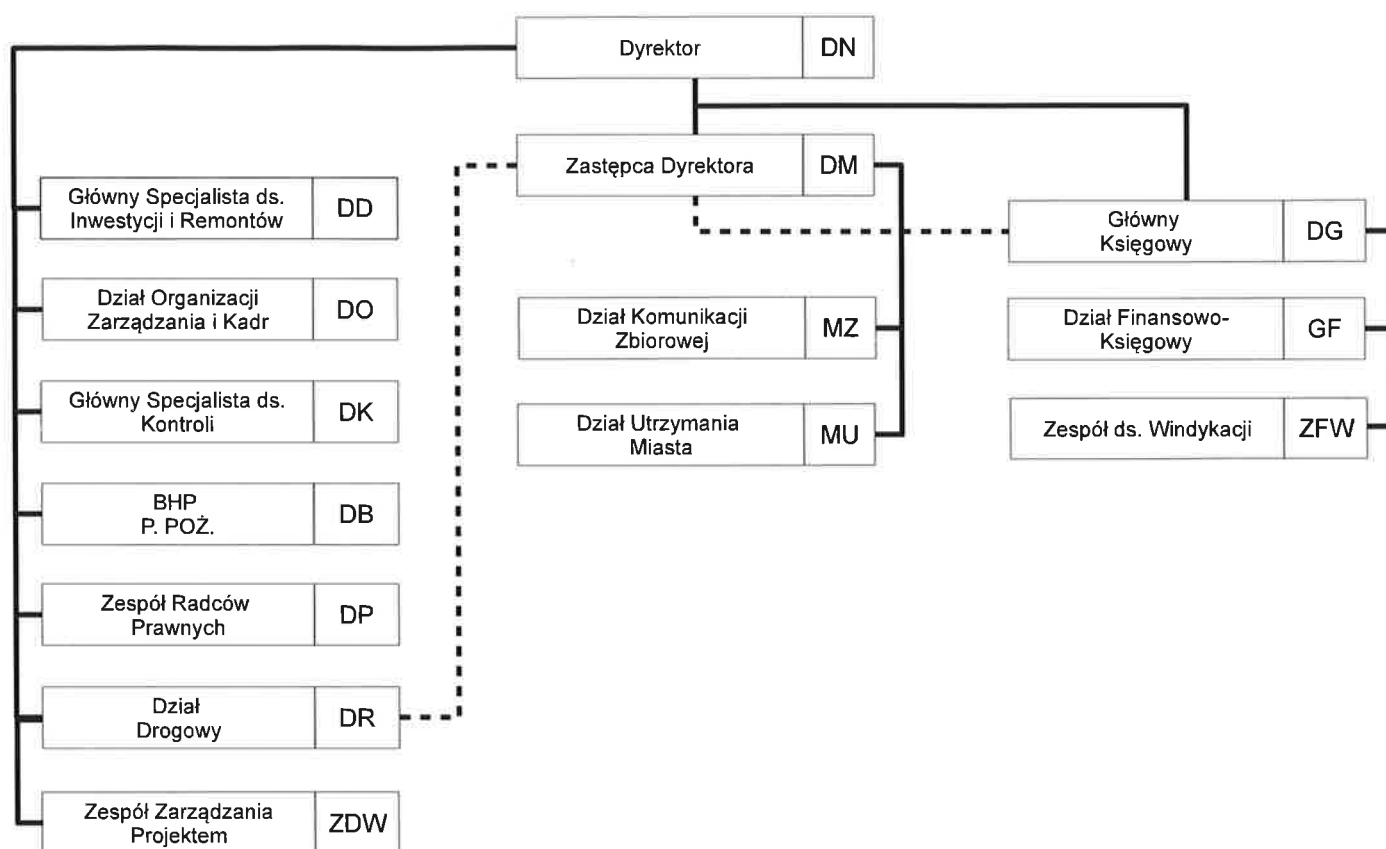 Dyrektor DN
Zastępca Dyrektora DM
Główny Specjalista ds.
Inwestycji i Remontów DD
Dział Organizacji
Zarządzania i Kadr DO
Główny Specjalista ds.
Kontroli DK
BHP
P. POŻ. DB
Zespół Radców
Prawnych DP
Dział
Drogowy DR
Zespół Zarządzania
Projektem ZDW
Dział Komunikacji
Zbiorowej MZ
Dział Utrzymania
Miasta MU
Główny
Księgowy DG
Dział Finansowo-
Księgowy GF
Zespół ds. Windykacji ZFW